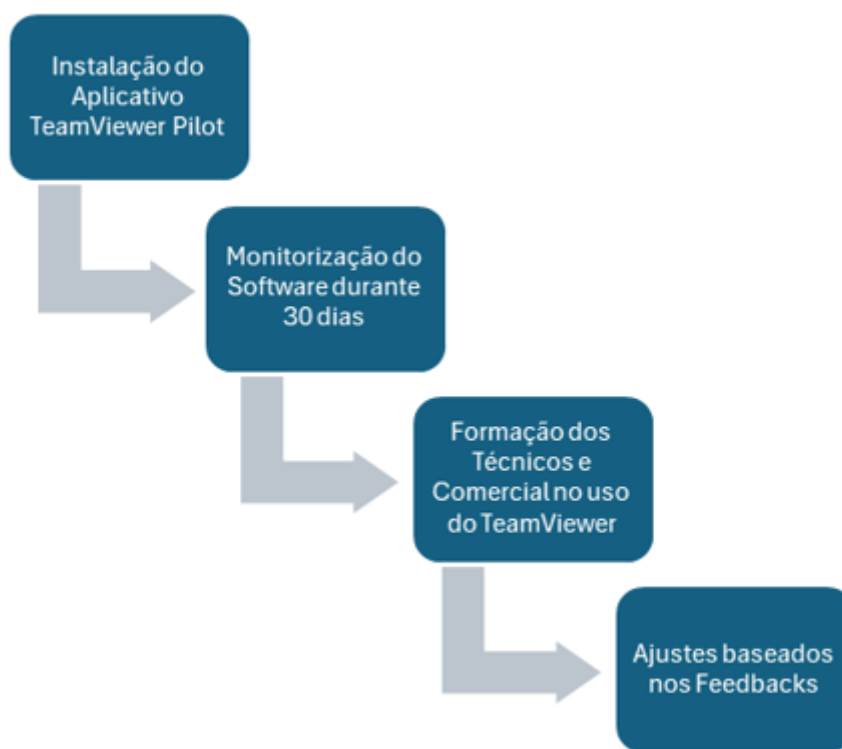 Instalação do
Aplicativo
TeamViewer Pilot
Monitorização do
Software durante
30 dias
Formação dos
Técnicos e
Comercial no uso
do TeamViewer
Ajustes baseados
nos Feedbacks